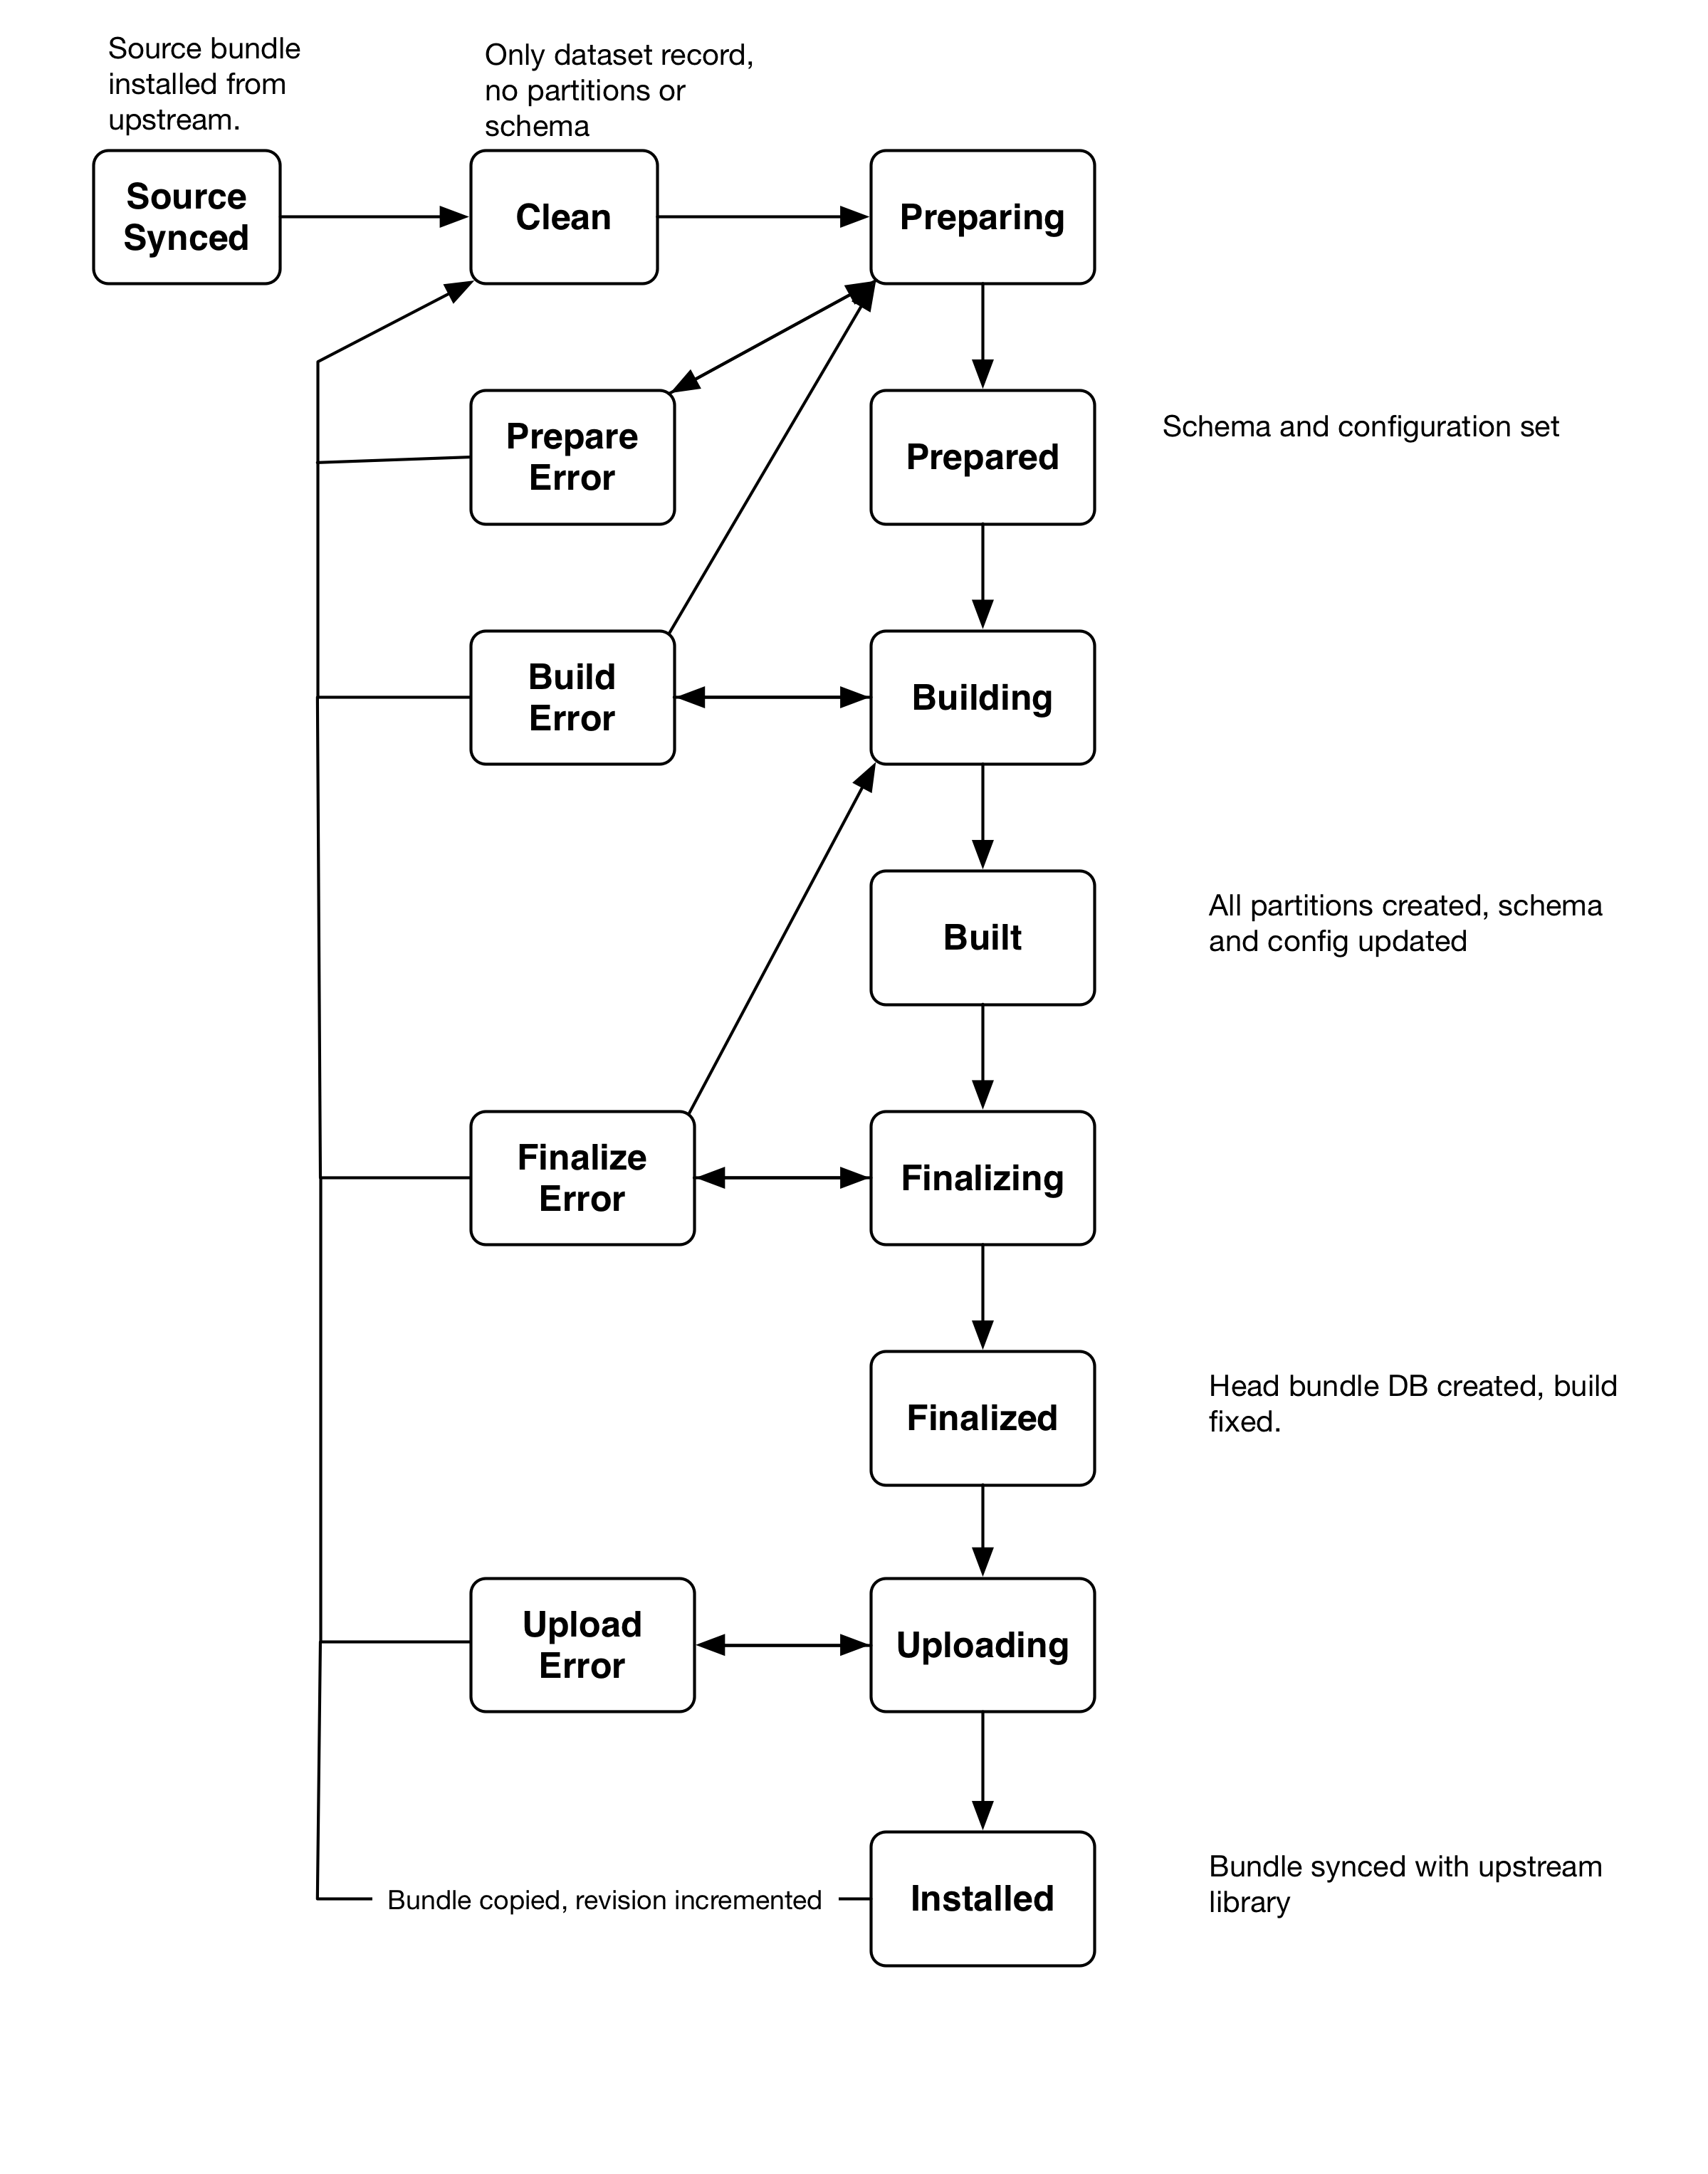 Source bundle
installed from
upstream.
Only dataset record,
no partitions or
schema
Source
Synced
Clean
Preparing
Prepare
Error
Prepared
Schema and configuration set
Build
Error
Building
Built
All partitions created, schema
and config updated
Finalize
Error
Finalizing
Finalized
Head bundle DB created, build
fixed.
Upload
Error
Uploading
Bundle copied, revision incremented
Installed
Bundle synced with upstream
library